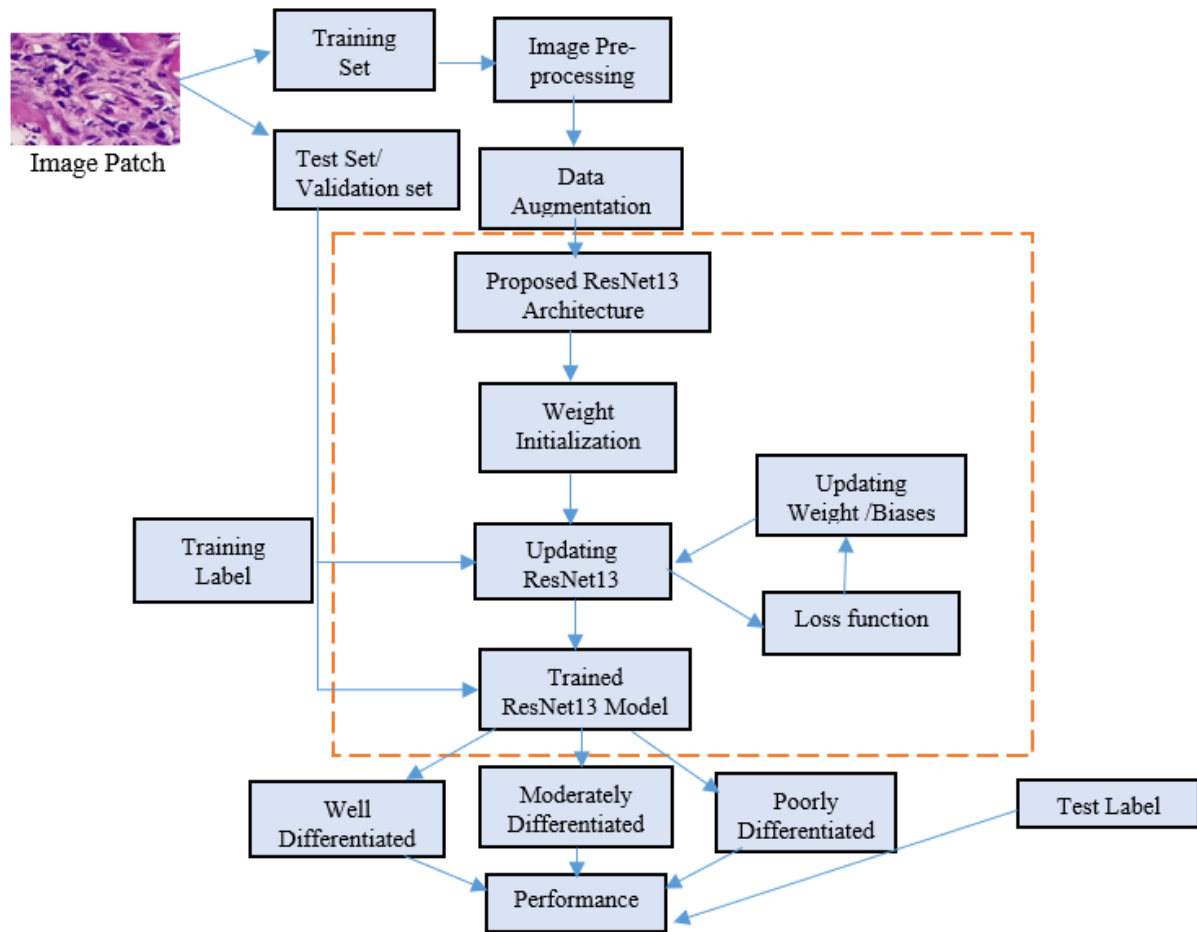 Training
Set
Image Pre-
processing
Image Patch
Test Set/
Validation set
Data
Augmentation
Proposed ResNet13
Architecture
Weight
Initialization
Updating
Weight /Biases
Training
Label
Updating
ResNet13
Loss function
Trained
ResNet13 Model
Well
Differentiated
Moderately
Differentiated
Poorly
Differentiated
Test Label
Performance